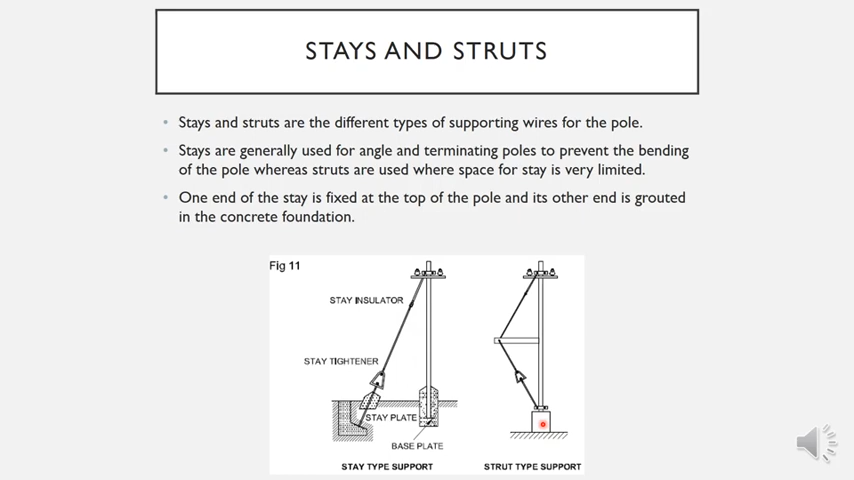 STAYS AND STRUTS
• Stays and struts are the different types of supporting wires for the pole.
• Stays are generally used for angle and terminating poles to prevent the bending
of the pole whereas struts are used where space for stay is very limited.
• One end of the stay is fixed at the top of the pole and its other end is grouted
in the concrete foundation.
Fig 11
STAY INSULATOR
STAY TIGHTENER
STAY PLATE
BASE PLATE
STAY TYPE SUPPORT
STRUT TYPE SUPPORT